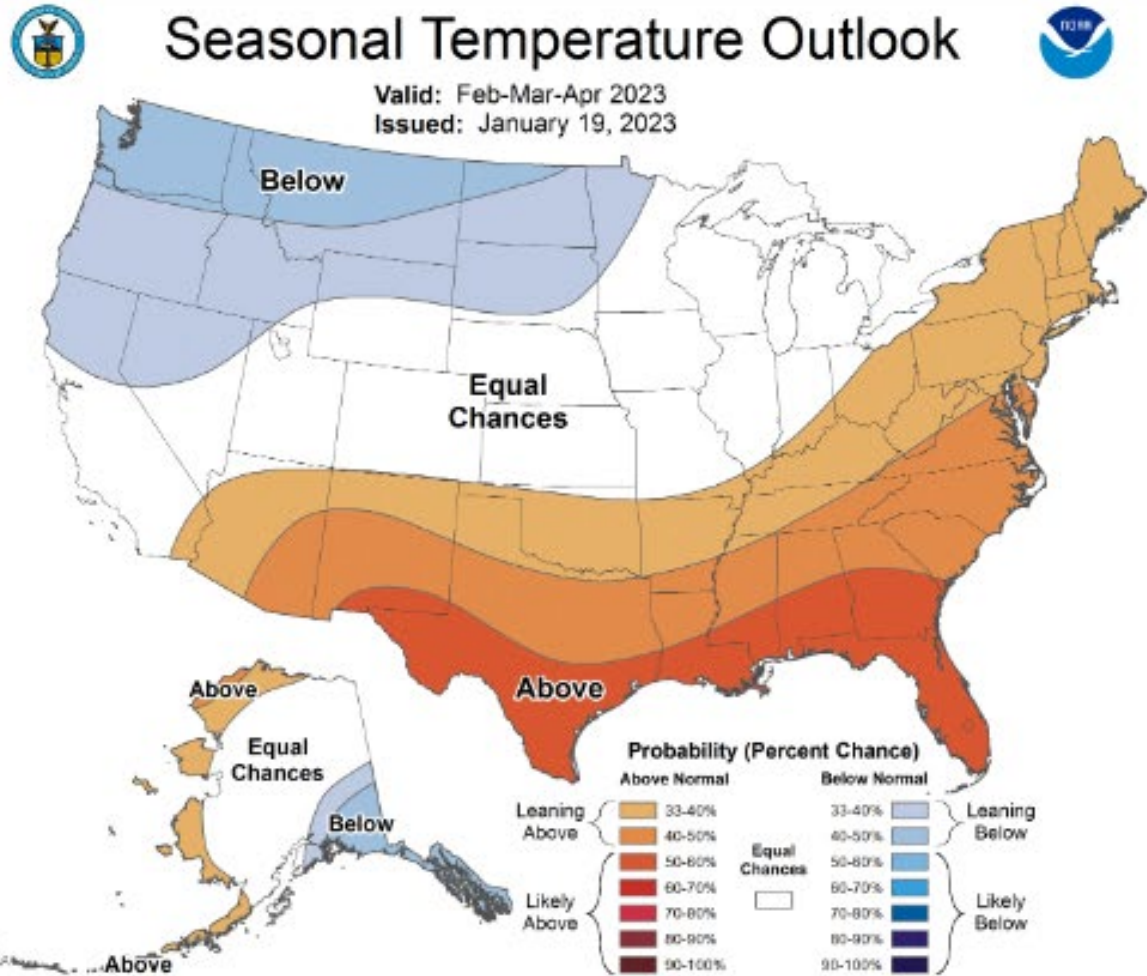 Seasonal Temperature Outlook
NOAA
Valid: Feb-Mar-Apr 2023
Issued: January 19, 2023
Below
Equal
Chances
Above
Above
Equal
Chances
Below
Above
Probability (Percent Chance)
Above Normal
Below Normal
Leaning
Above
33-40%
40-50%
Likely
Above
50-60%
60-70%
70-80%
80-90%
90-100%
Equal
Chances
33-40%
40-50%
Leaning
Below
50-60%
60-70%
70-80%
80-90%
90-100%
Likely
Below